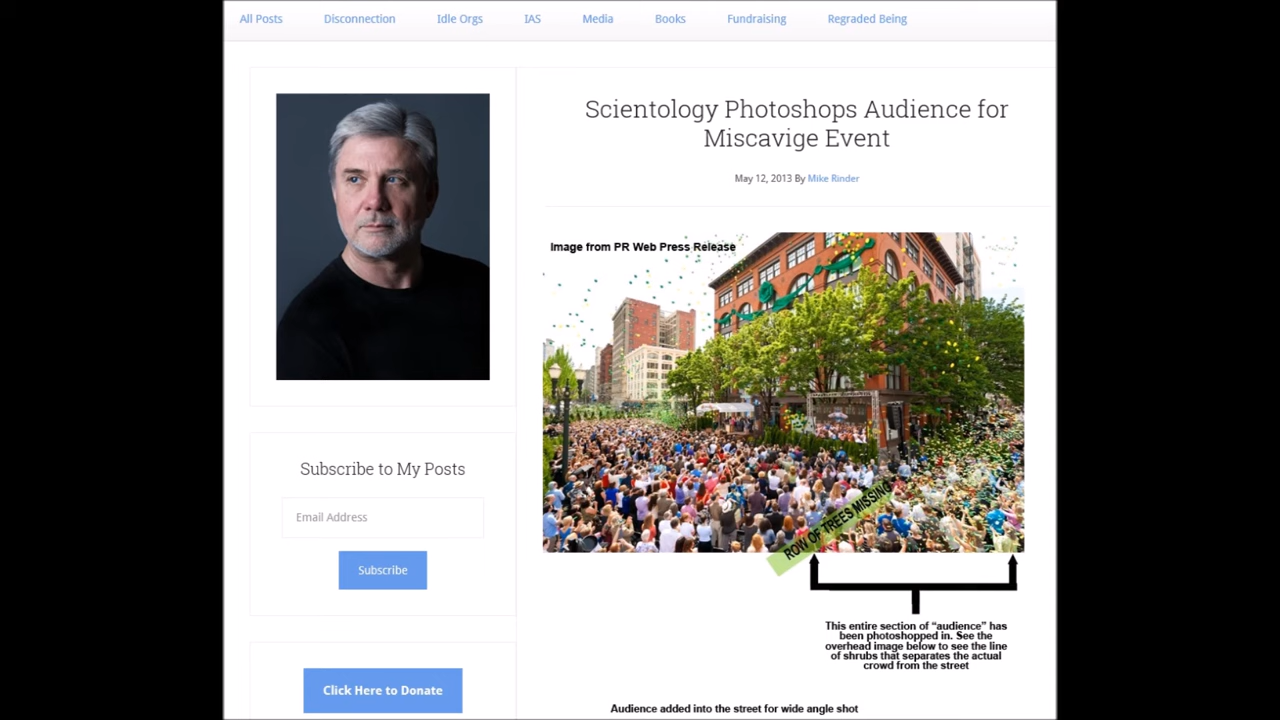 All Posts Disconnection Idle Orgs IAS Media Books Fundraising Regraded Being
Scientology Photoshops Audience for
Miscavige Event
May 12, 2013 By Mike Rinder
Image from PR Web Press Release
ROW OF TREES MISSING
This entire section of “audience” has
been photoshopped in. See the
overhead image below to see the line
of shrubs that separates the actual
crowd from the street
Audience added into the street for wide angle shot
Subscribe to My Posts
Email Address
Subscribe
Click Here to Donate